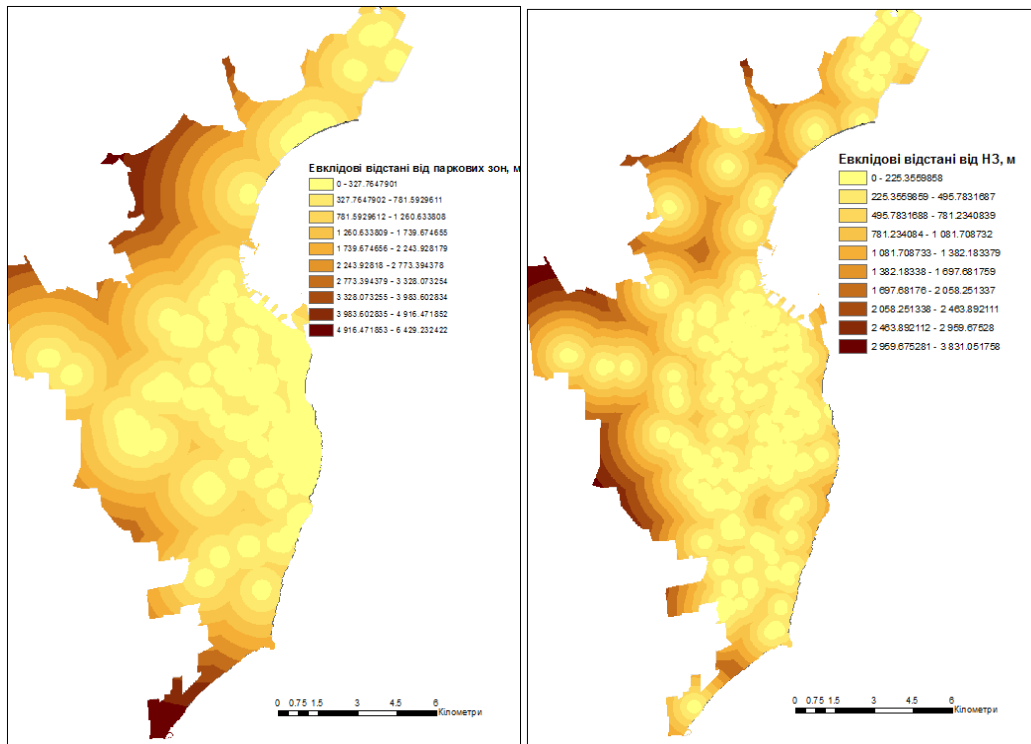 Евклідові відстані від паркових зон, м
0 - 327.7647901
327.7647902 - 781.5929611
781.5929612 - 1 260.633808
1 260.633809 - 1 739.674655
1 739.674656 - 2 243.928179
2 243.92818 - 2 773.394378
2 773.394379 - 3 328.073254
3 328.073255 - 3 983.602834
3 983.602835 - 4 916.471852
4 916.471853 - 6 429.232422
0 0.75 1.5 3 4.5 6
Кілометри
Евклідові відстані від НЗ, м
0 - 225.3559858
225.3559859 - 495.7831687
495.7831688 - 781.2340839
781.234084 - 1 081.708732
1 081.708733 - 1 382.183379
1 382.18338 - 1 697.681759
1 697.68176 - 2 058.251337
2 058.251338 - 2 463.892111
2 463.892112 - 2 959.67528
2 959.675281 - 3 831.051758
0 0.75 1.5 3 4.5 6
Кілометри